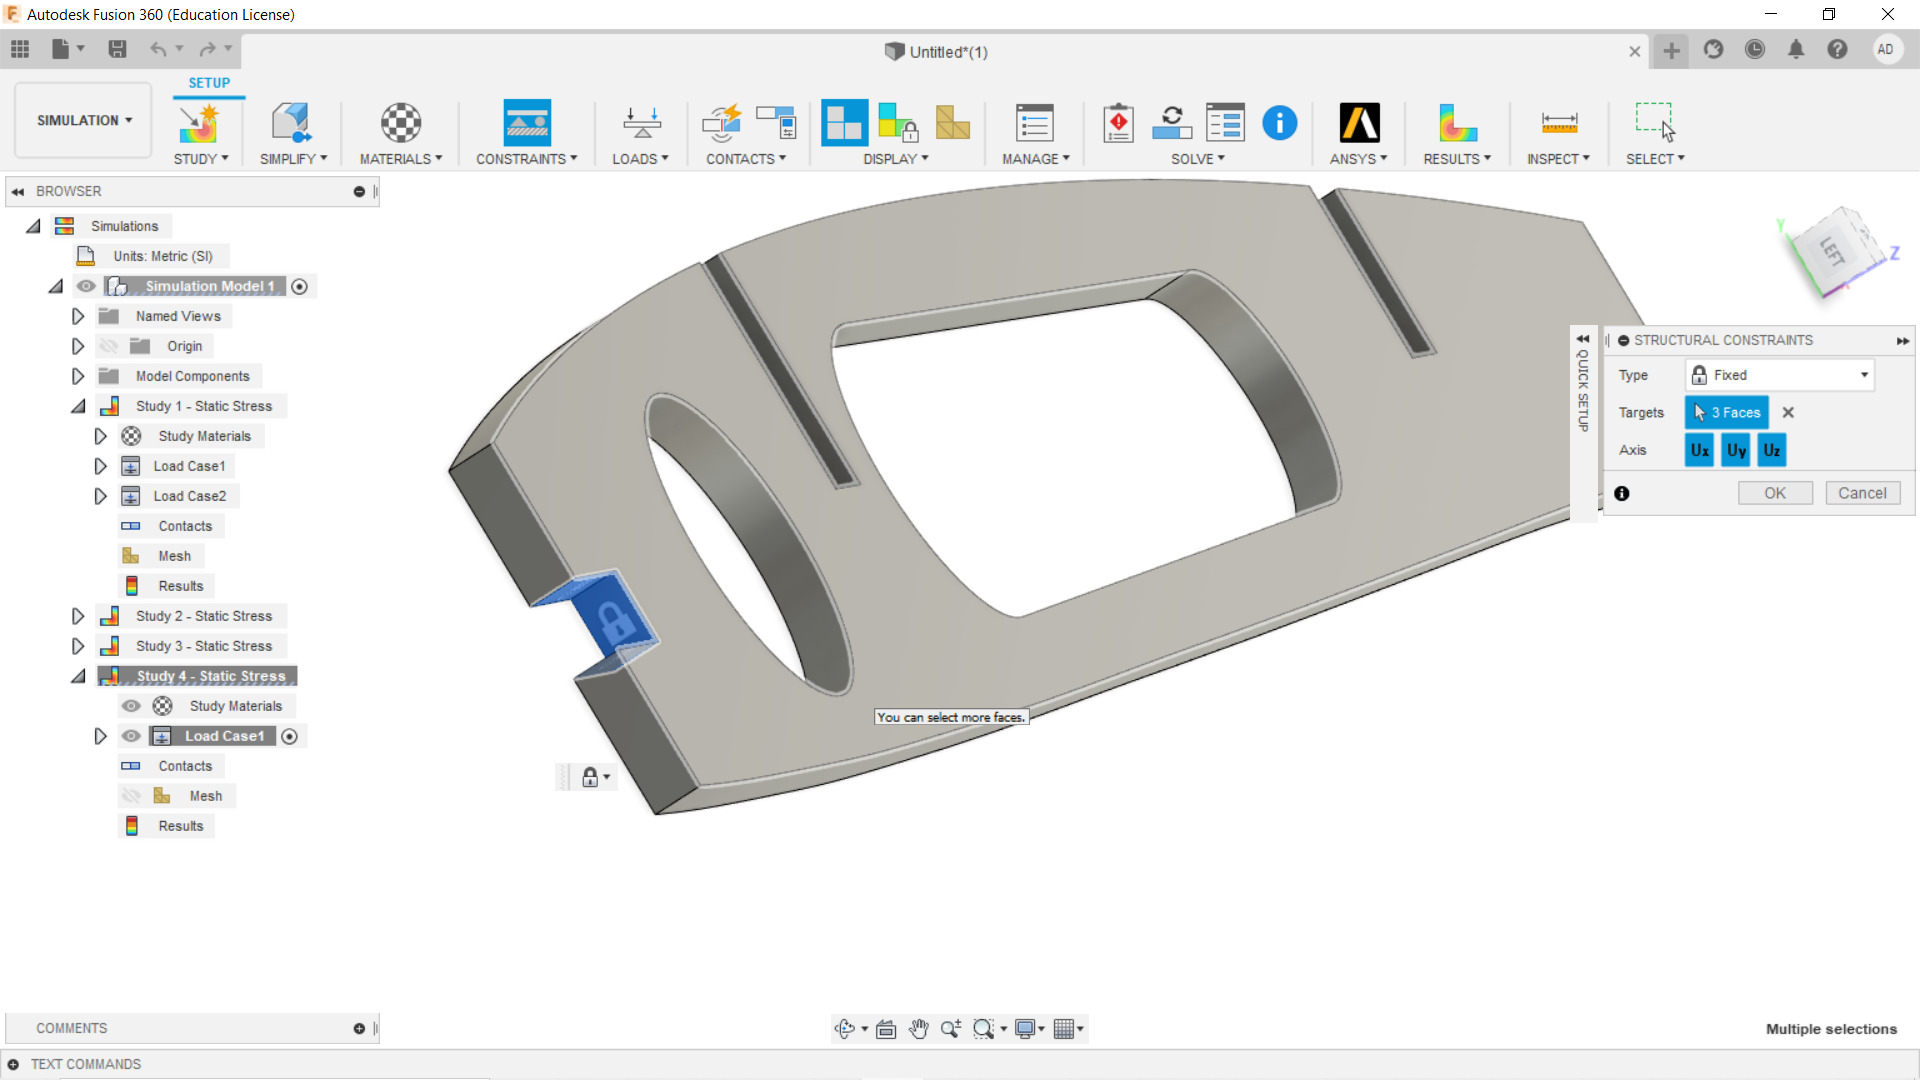 Autodesk Fusion 360 (Education License)
Untitled*(1)
AD
SETUP
SIMULATION
STUDY
SIMPLIFY
MATERIALS
CONSTRAINTS
LOADS
CONTACTS
DISPLAY
MANAGE
SOLVE
ANSYS
RESULTS
INSPECT
SELECT
BROWSER
Simulations
Units: Metric (SI)
Simulation Model 1
Named Views
Origin
Model Components
Study 1 - Static Stress
Study Materials
Load Case1
Load Case2
Contacts
Mesh
Results
Study 2 - Static Stress
Study 3 - Static Stress
Study 4 - Static Stress
Study Materials
Load Case1
Contacts
Mesh
Results
Y
LEFT
Z
QUICK SETUP
STRUCTURAL CONSTRAINTS
Type
Fixed
Targets
3 Faces
Axis
Ux
Uy
Uz
OK
Cancel
You can select more faces.
COMMENTS
Multiple selections
TEXT COMMANDS